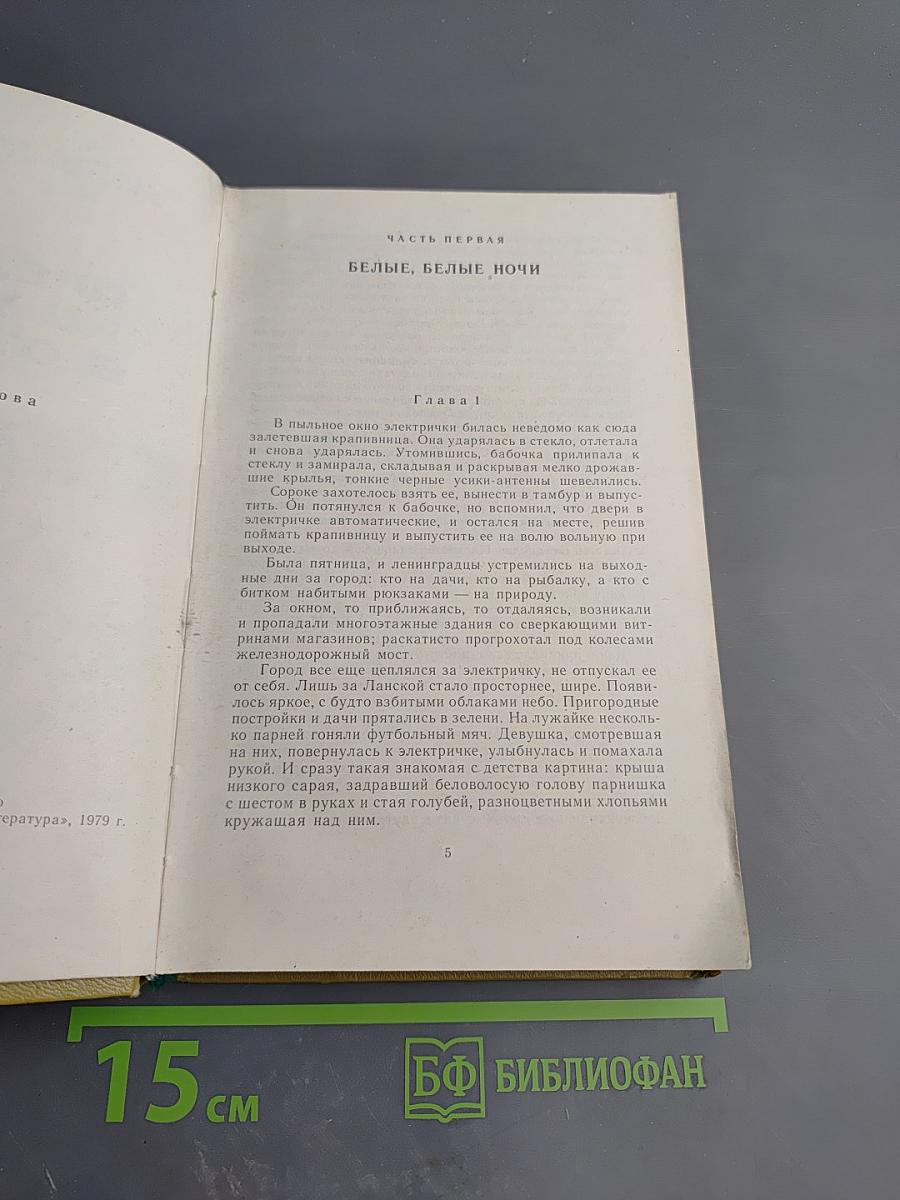 ова
о
тература», 1979 г.
ЧАСТЬ ПЕРВАЯ
БЕЛЫЕ, БЕЛЫЕ НОЧИ
Глава 1
В пыльное окно электрички билась неведомо как сюда
залетевшая крапивница. Она ударялась в стекло, отлетала
и снова ударялась. Утомившись, бабочка прилипала к
стеклу и замирала, складывая и раскрывая мелко дрожав-
шие крылья, тонкие черные усики-антенны шевелились.
Сороке захотелось взять ее, вынести в тамбур и выпус-
тить. Он потянулся к бабочке, но вспомнил, что двери в
электричке автоматические, и остался на месте, решив
поймать крапивницу и выпустить ее на волю вольную при
выходе.
Была пятница, и ленинградцы устремились на выход-
ные дни за город: кто на дачи, кто на рыбалку, а кто с
битком набитыми рюкзаками — на природу.
За окном, то приближаясь, то отдаляясь, возникали
и пропадали многоэтажные здания со сверкающими вит-
ринами магазинов; раскатисто прогрохотал под колесами
железнодорожный мост.
Город все еще цеплялся за электричку, не отпускал ее
от себя. Лишь за Ланской стало просторнее, шире. Появи-
лось яркое, с будто взбитыми облаками небо. Пригородные
постройки и дачи прятались в зелени. На лужайке несколь-
ко парней гоняли футбольный мяч. Девушка, смотревшая
на них, повернулась к электричке, улыбнулась и помахала
рукой. И сразу такая знакомая с детства картина: крыша
низкого сарая, задравший беловолосую голову парнишка
с шестом в руках и стая голубей, разноцветными хлопьями
кружащая над ним.
5
15 см
БФ БИБЛИОФАН